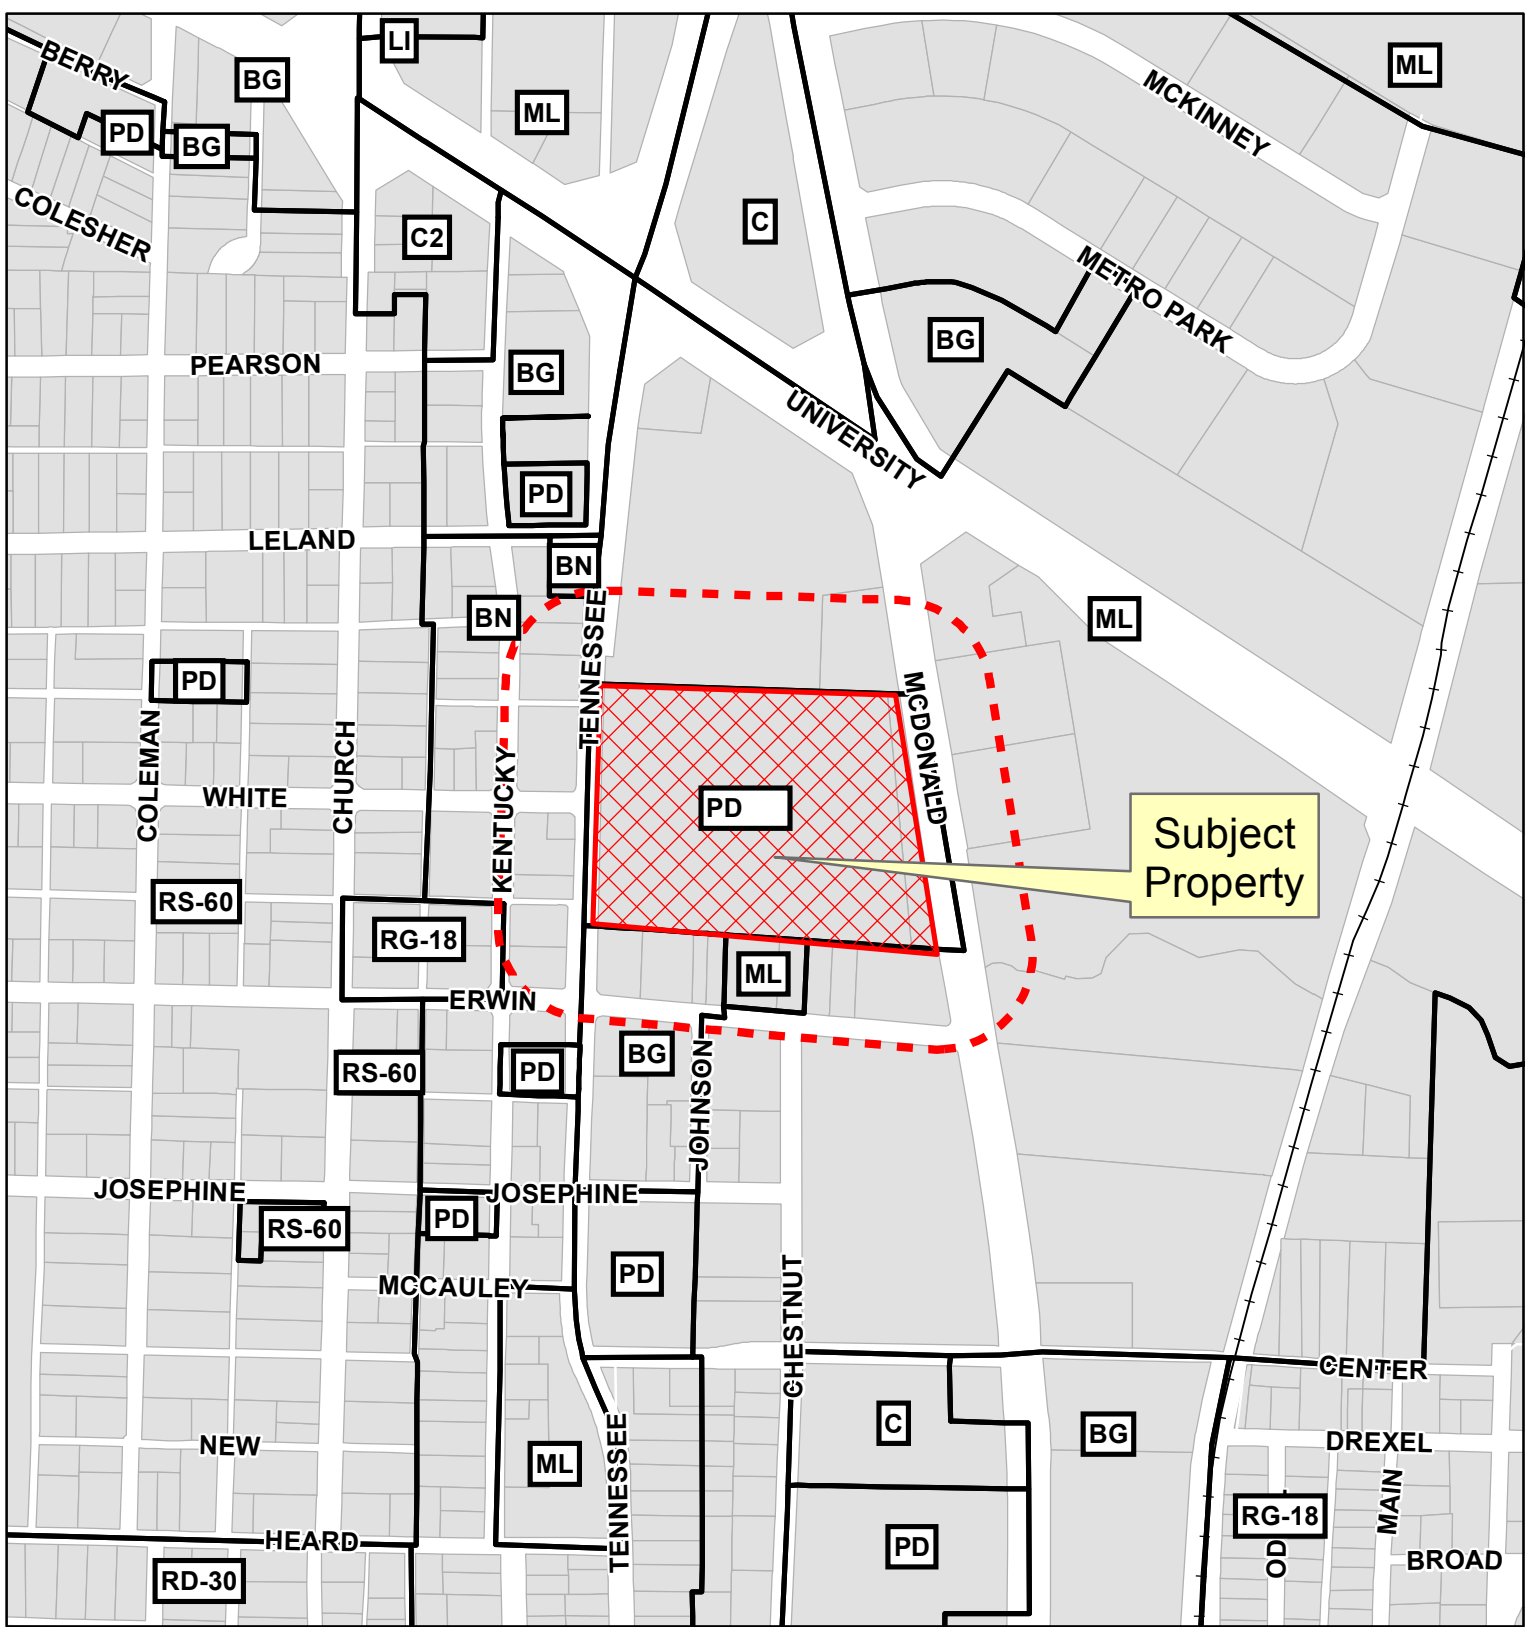 LI
BERRY
BG
ML
ML
MCKINNEY
PD
BG
COLESHER
C2
C
METRO PARK
PEARSON
BG
BG
UNIVERSITY
PD
LELAND
BN
BN
ML
TENNESSEE
PD
COLEMAN
CHURCH
WHITE
KENTUCKY
MCDONALD
PD
Subject
Property
RS-60
RG-18
ML
ERWIN
BG
RS-60
PD
JOHNSON
JOSEPHINE
JOSEPHINE
PD
RS-60
PD
MCCAULEY
CHESTNUT
CENTER
C
BG
NEW
DREXEL
ML
TENNESSEE
MAIN
RG-18
HEARD
PD
OD
BROAD
RD-30